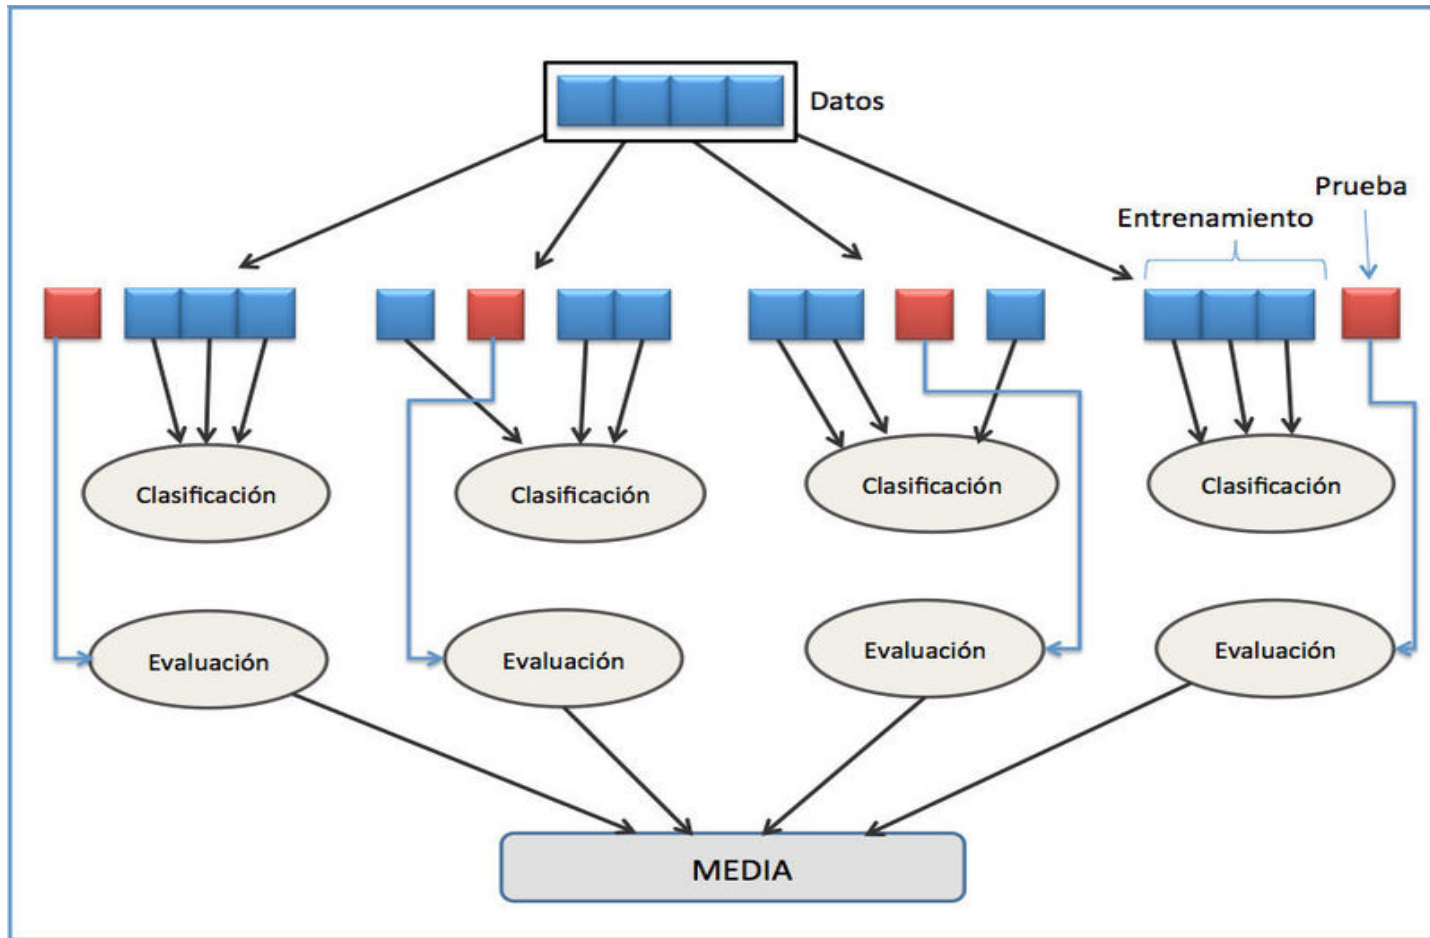 Datos
Prueba
Entrenamiento
Clasificación
Clasificación
Clasificación
Clasificación
Evaluación
Evaluación
Evaluación
Evaluación
MEDIA